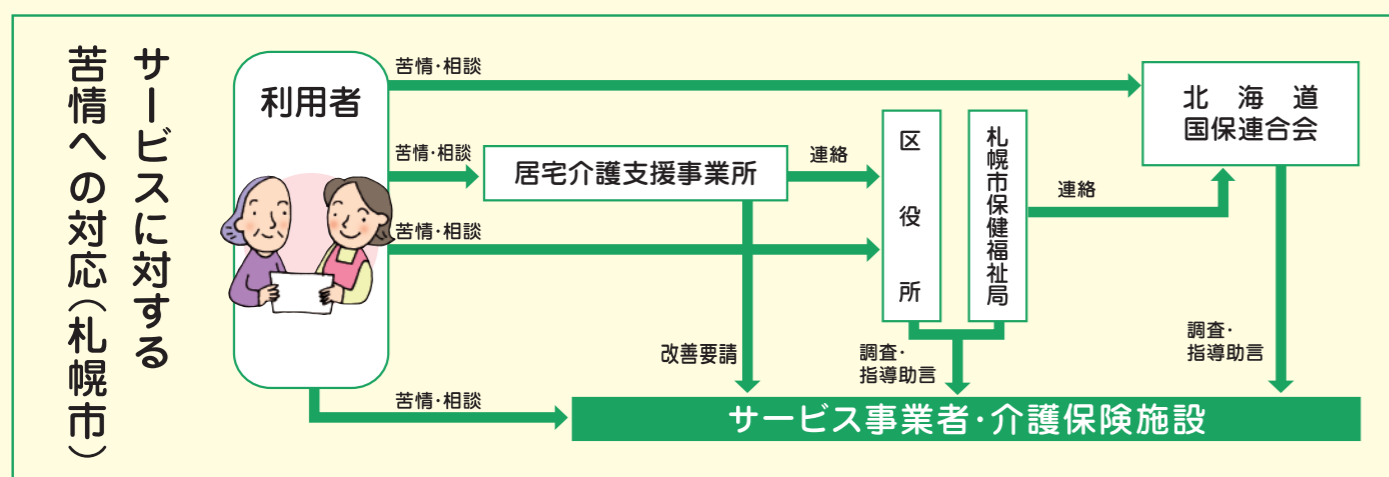 サービスに対する
苦情への対応（札幌市）
利用者
苦情・相談
北海道
国保連合会
苦情・相談
居宅介護支援事業所
連絡
区役所
札幌市保健福祉局
連絡
苦情・相談
改善要請
調査・
指導助言
調査・
指導助言
苦情・相談
サービス事業者・介護保険施設